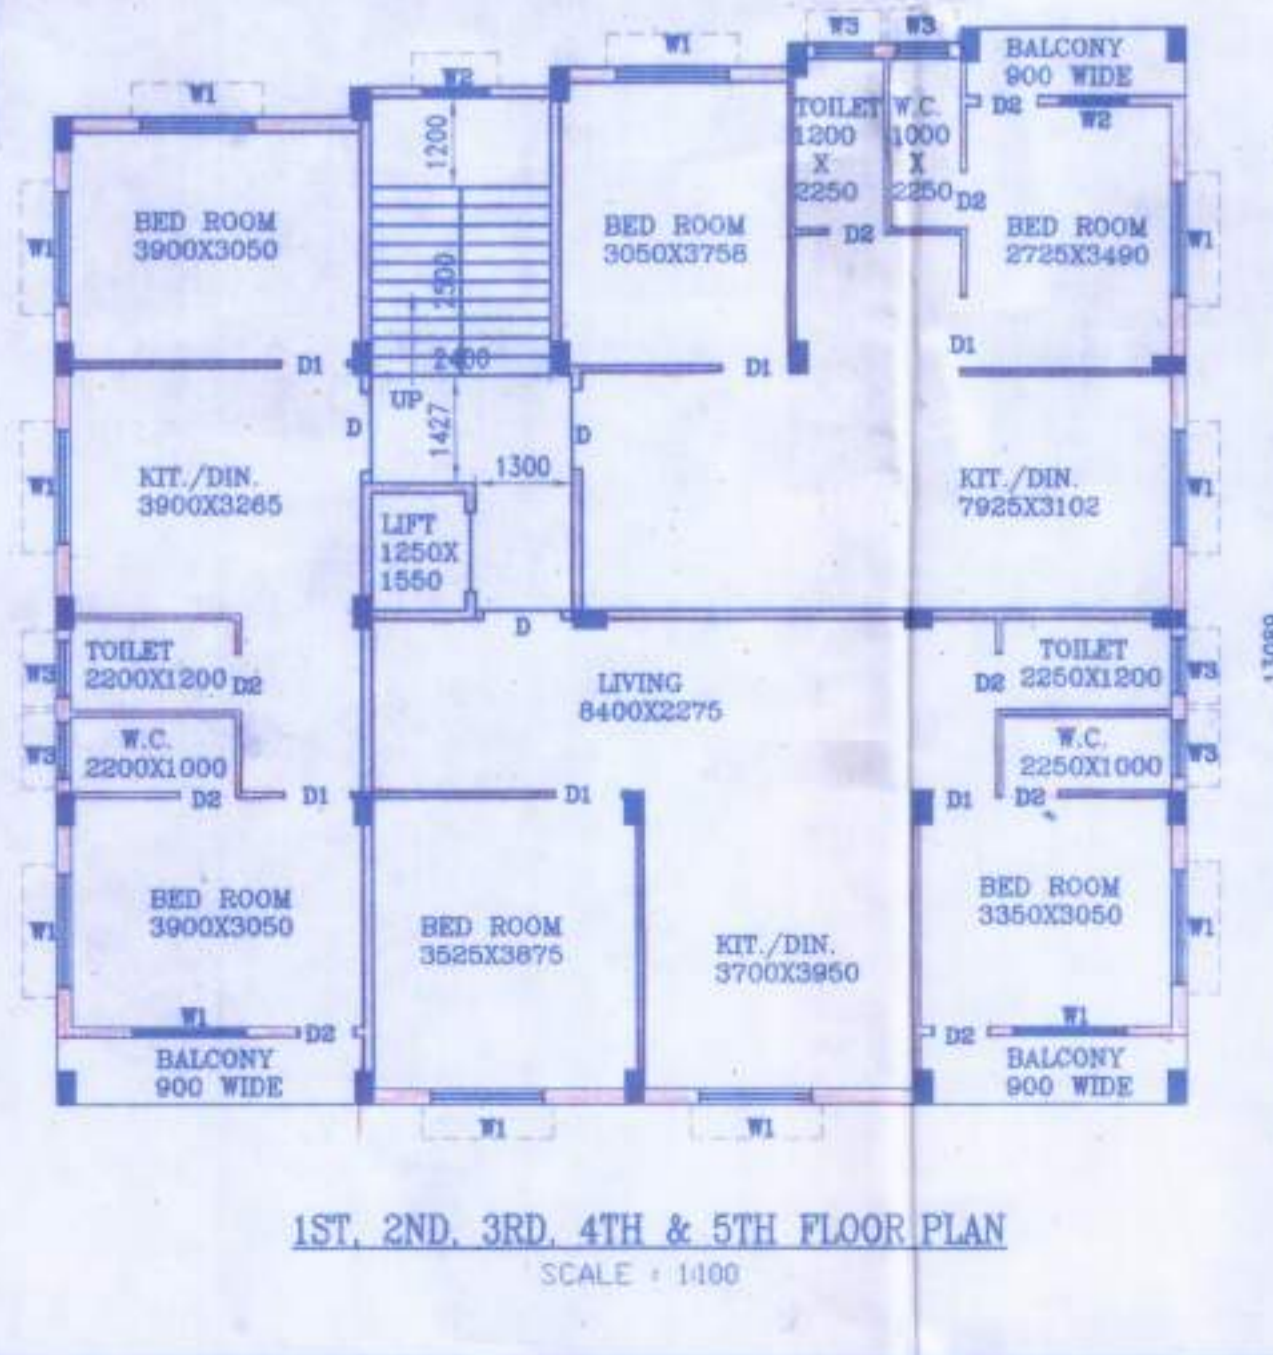 W3 W3
W1
BALCONY
900 WIDE
W2
W1
D2
W2
TOILET
1200
X
2250
W.C.
1000
X
2250
D2
1200
BED ROOM
3900X3050
W1
BED ROOM
3050X3758
D2
BED ROOM
2725X3490
W1
2500
D1
2400
D1
D1
UP
D
1427
D
1300
W1
KIT./DIN.
3900X3265
KIT./DIN.
7925X3102
W1
LIFT
1250X
1550
D
TOILET
2200X1200
D2
W3
LIVING
8400X2275
D2
TOILET
2250X1200
W3
W3
W.C.
2200X1000
W.C.
2250X1000
W3
D2
D1
D1
D1
D2
BED ROOM
3900X3050
W1
BED ROOM
3525X3875
KIT./DIN.
3700X3950
BED ROOM
3350X3050
W1
W1
D2
D2
W1
BALCONY
900 WIDE
BALCONY
900 WIDE
W1
W1
1ST, 2ND, 3RD, 4TH & 5TH FLOOR PLAN
SCALE : 1:100